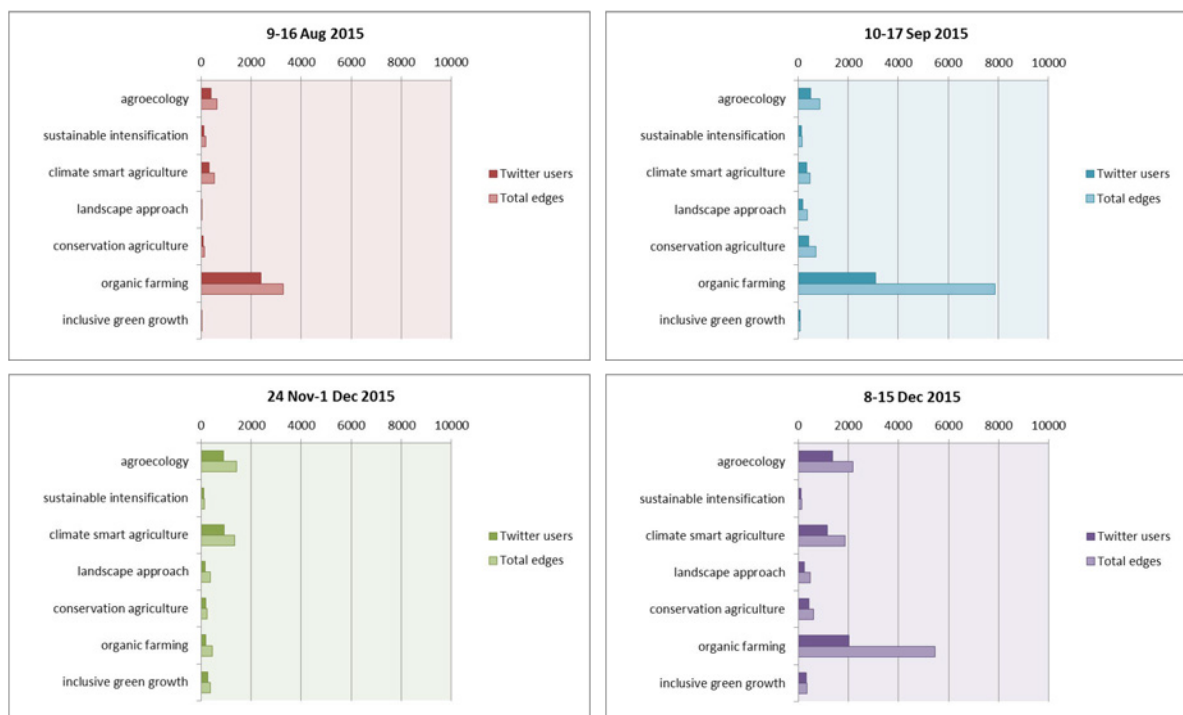 9-16 Aug 2015
0 2000 4000 6000 8000 10000
agroecology
sustainable intensification
climate smart agriculture
landscape approach
conservation agriculture
organic farming
inclusive green growth
Twitter users
Total edges
10-17 Sep 2015
0 2000 4000 6000 8000 10000
agroecology
sustainable intensification
climate smart agriculture
landscape approach
conservation agriculture
organic farming
inclusive green growth
Twitter users
Total edges
24 Nov-1 Dec 2015
0 2000 4000 6000 8000 10000
agroecology
sustainable intensification
climate smart agriculture
landscape approach
conservation agriculture
organic farming
inclusive green growth
Twitter users
Total edges
8-15 Dec 2015
0 2000 4000 6000 8000 10000
agroecology
sustainable intensification
climate smart agriculture
landscape approach
conservation agriculture
organic farming
inclusive green growth
Twitter users
Total edges